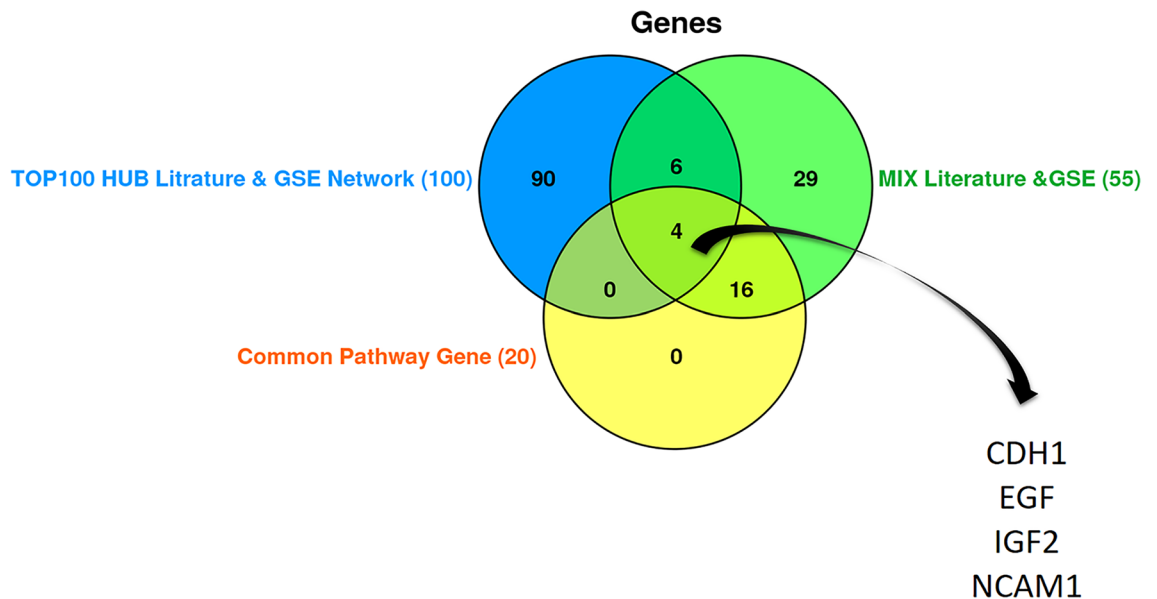 Genes
TOP100 HUB Litrature & GSE Network (100)
90
6
29
MIX Literature &GSE (55)
4
0
16
Common Pathway Gene (20)
0
CDH1
EGF
IGF2
NCAM1